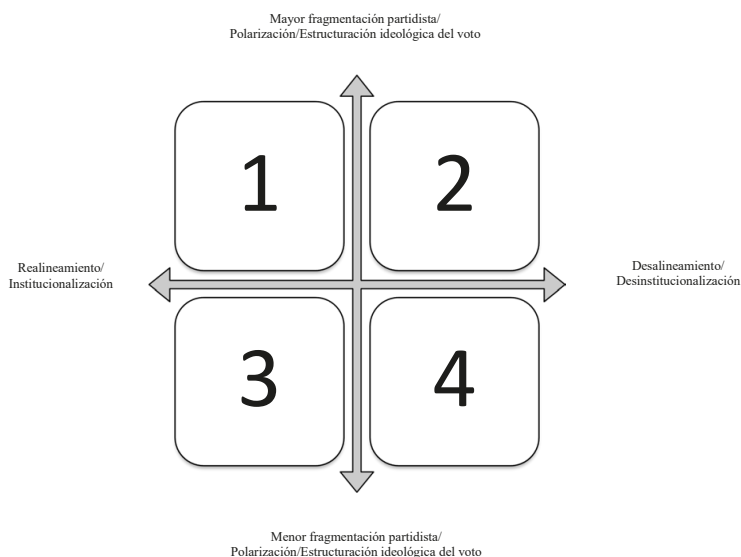 Mayor fragmentación partidista/
Polarización/Estructuración ideológica del voto
1
2
Realineamiento/
Institucionalización
Desalineamiento/
Desinstitucionalización
3
4
Menor fragmentación partidista/
Polarización/Estructuración ideológica del voto